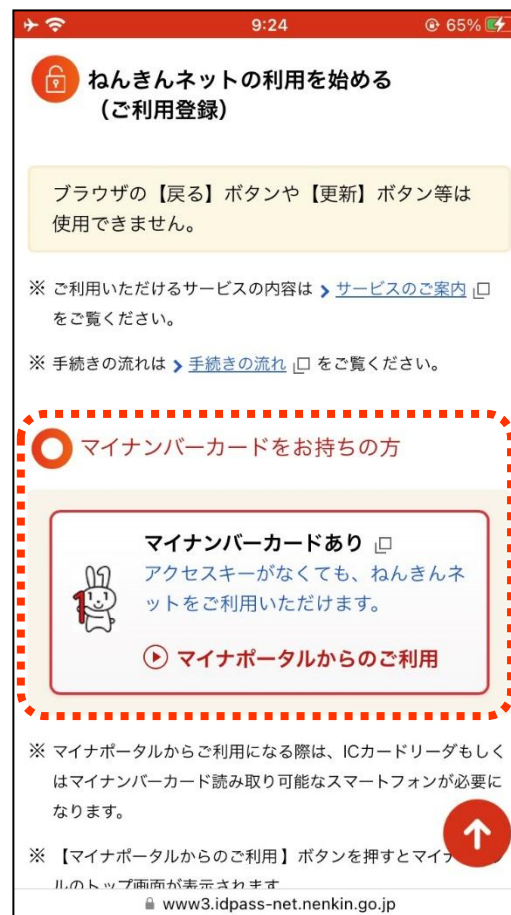 9:24
65%
ねんきんネットの利用を始める
（ご利用登録）
ブラウザの【戻る】ボタンや【更新】ボタン等は
使用できません。
※ ご利用いただけるサービスの内容は サービスのご案内
をご覧ください。
※ 手続きの流れは 手続きの流れ をご覧ください。
マイナンバーカードをお持ちの方
マイナンバーカードあり
アクセスキーがなくても、ねんきんネ
ットをご利用いただけます。
1
マイナポータルからのご利用
※ マイナポータルからご利用になる際は、ICカードリーダもしく
はマイナンバーカード読み取り可能なスマートフォンが必要に
なります。
※ 【マイナポータルからのご利用】ボタンを押すとマイナ
ルのトップ画面が表示されます
www3.idpass-net.nenkin.go.jp